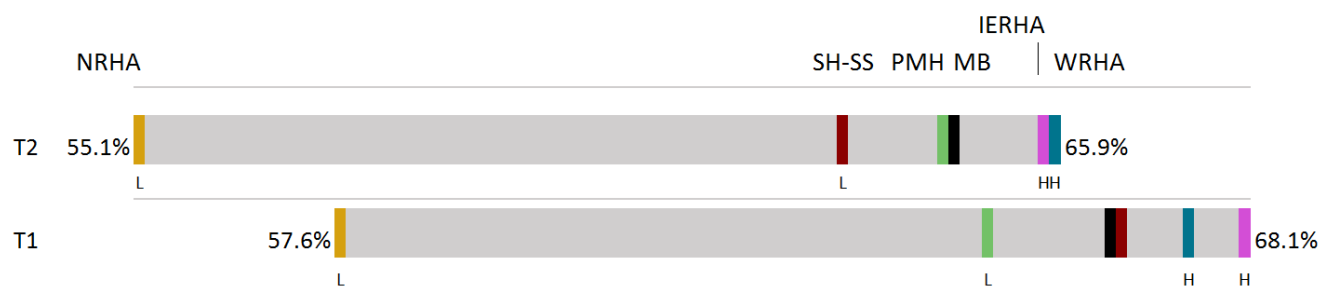 IERHA
NRHA SH-SS PMH MB WRHA
T2 55.1% 65.9%
L L HH
T1 57.6% 68.1%
L L H H